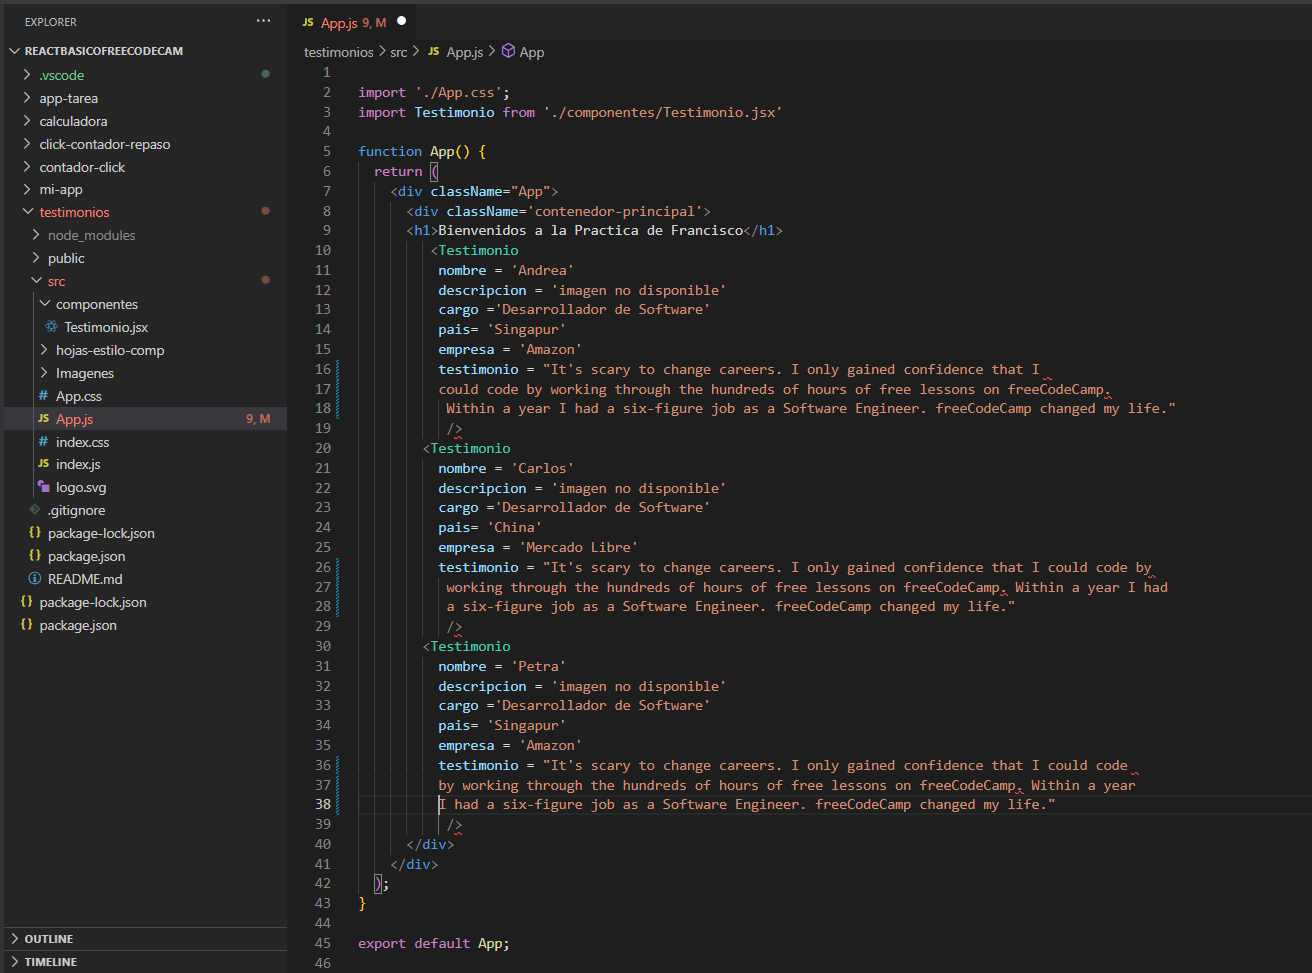 EXPLORER
···
REACTBASICOFREECODECAM
.vscode
app-tarea
calculadora
click-contador-repaso
contador-click
mi-app
testimonios
node_modules
public
src
componentes
Testimonio.jsx
hojas-estilo-comp
Imagenes
# App.css
JS App.js 9, M
# index.css
JS index.js
logo.svg
.gitignore
{} package-lock.json
{} package.json
README.md
{} package-lock.json
{} package.json
OUTLINE
TIMELINE
JS App.js 9, M
testimonios > src > JS App.js > App
1
2 import './App.css';
3 import Testimonio from './componentes/Testimonio.jsx'
4
5 function App() {
6 return (
7 <div className="App">
8 <div className='contenedor-principal'>
9 <h1>Bienvenidos a la Practica de Francisco</h1>
10 <Testimonio
11 nombre = 'Andrea'
12 descripcion = 'imagen no disponible'
13 cargo ='Desarrollador de Software'
14 pais= 'Singapur'
15 empresa = 'Amazon'
16 testimonio = "It's scary to change careers. I only gained confidence that I
17 could code by working through the hundreds of hours of free lessons on freeCodeCamp.
18 Within a year I had a six-figure job as a Software Engineer. freeCodeCamp changed my life."
19 />
20 <Testimonio
21 nombre = 'Carlos'
22 descripcion = 'imagen no disponible'
23 cargo ='Desarrollador de Software'
24 pais= 'China'
25 empresa = 'Mercado Libre'
26 testimonio = "It's scary to change careers. I only gained confidence that I could code by
27 working through the hundreds of hours of free lessons on freeCodeCamp. Within a year I had
28 a six-figure job as a Software Engineer. freeCodeCamp changed my life."
29 />
30 <Testimonio
31 nombre = 'Petra'
32 descripcion = 'imagen no disponible'
33 cargo ='Desarrollador de Software'
34 pais= 'Singapur'
35 empresa = 'Amazon'
36 testimonio = "It's scary to change careers. I only gained confidence that I could code
37 by working through the hundreds of hours of free lessons on freeCodeCamp. Within a year
38 I had a six-figure job as a Software Engineer. freeCodeCamp changed my life."
39 />
40 </div>
41 </div>
42 );
43 }
44
45 export default App;
46